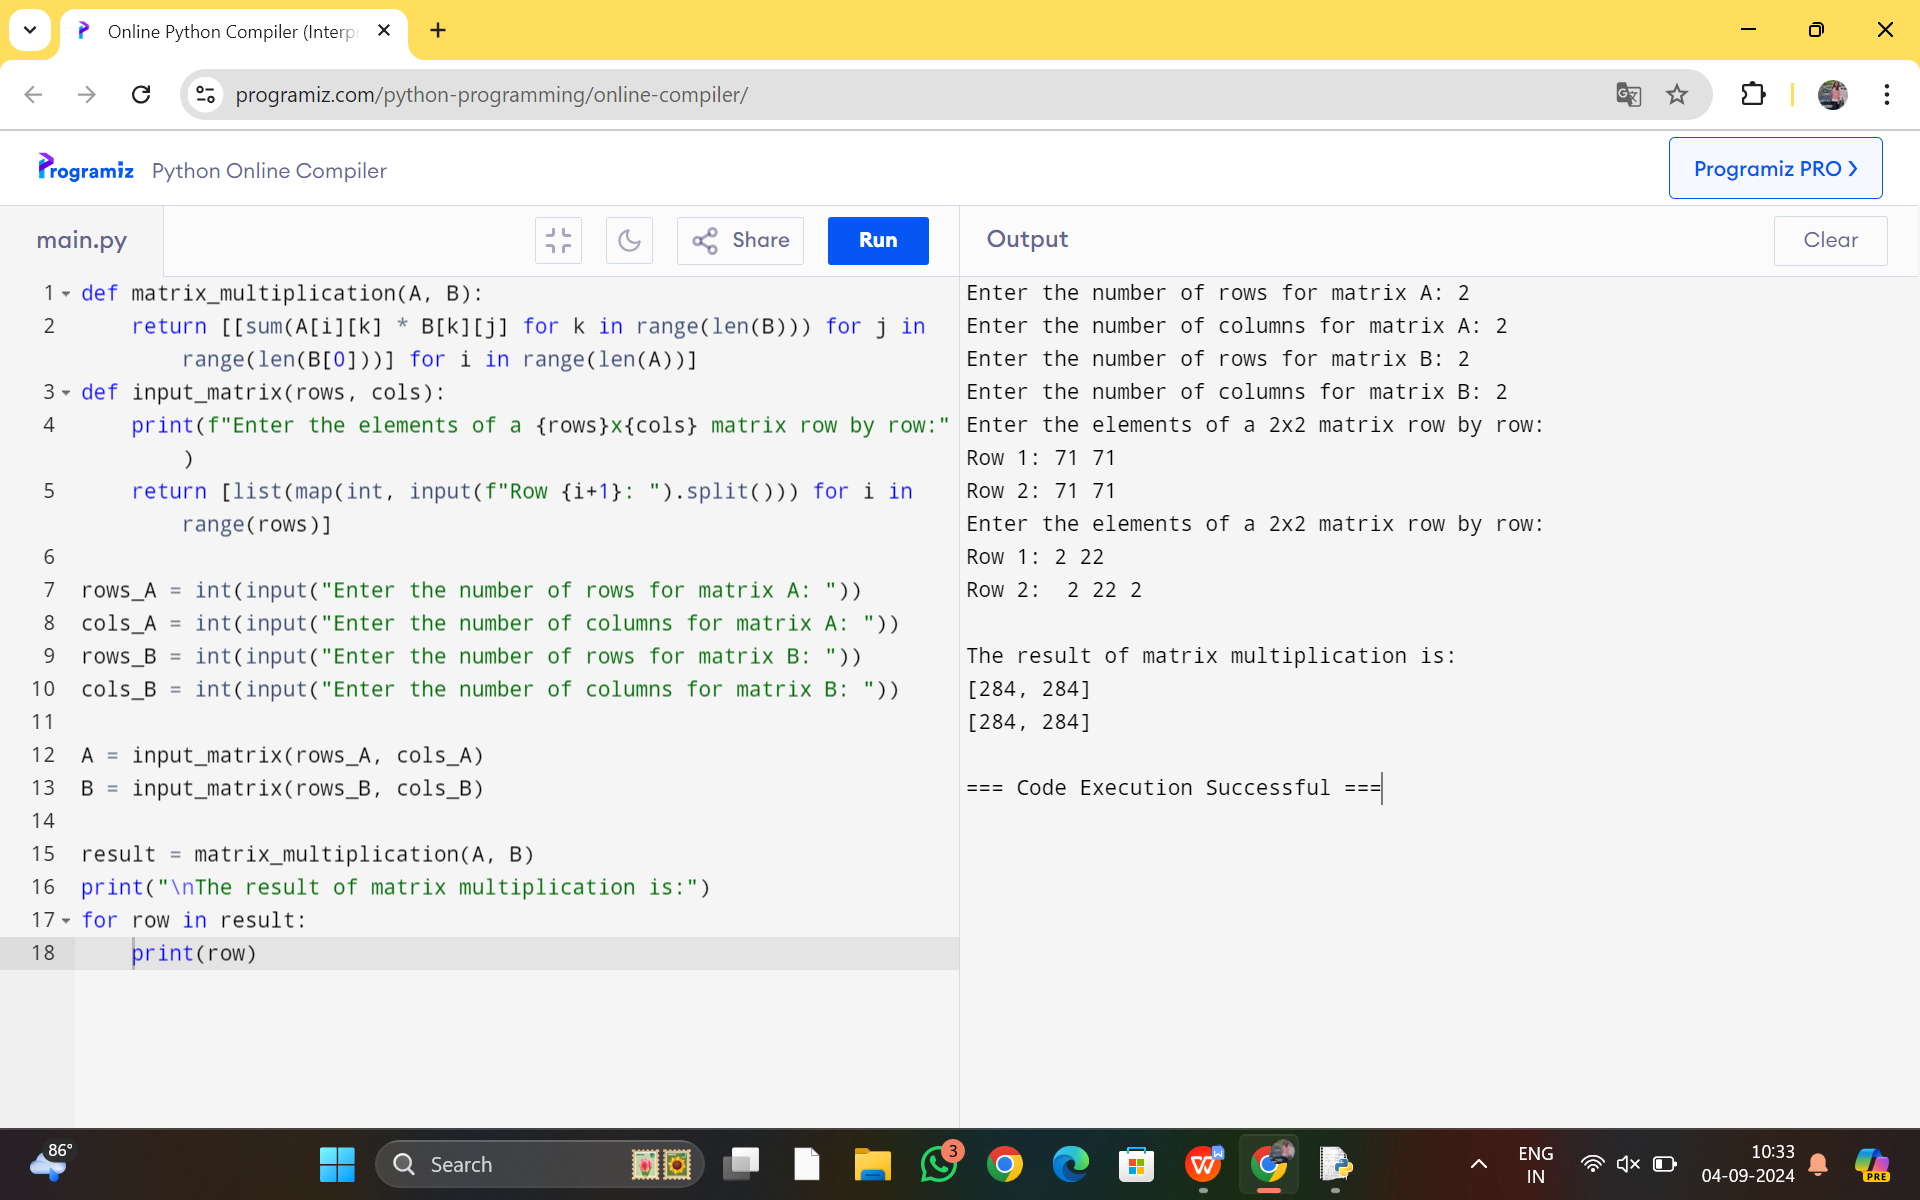 Online Python Compiler (Interp
programiz.com/python-programming/online-compiler/
Programiz Python Online Compiler
Programiz PRO
main.py
Share
Run
Output
Clear
1 def matrix_multiplication(A, B):
2 return [[sum(A[i][k] * B[k][j] for k in range(len(B))) for j in
range(len(B[0]))] for i in range(len(A))]
3 def input_matrix(rows, cols):
4 print(f"Enter the elements of a {rows}x{cols} matrix row by row:"
)
5 return [list(map(int, input(f"Row {i+1}: ").split())) for i in
range(rows)]
6
7 rows_A = int(input("Enter the number of rows for matrix A: "))
8 cols_A = int(input("Enter the number of columns for matrix A: "))
9 rows_B = int(input("Enter the number of rows for matrix B: "))
10 cols_B = int(input("Enter the number of columns for matrix B: "))
11
12 A = input_matrix(rows_A, cols_A)
13 B = input_matrix(rows_B, cols_B)
14
15 result = matrix_multiplication(A, B)
16 print("\nThe result of matrix multiplication is:")
17 for row in result:
18 print(row)
Enter the number of rows for matrix A: 2
Enter the number of columns for matrix A: 2
Enter the number of rows for matrix B: 2
Enter the number of columns for matrix B: 2
Enter the elements of a 2x2 matrix row by row:
Row 1: 71 71
Row 2: 71 71
Enter the elements of a 2x2 matrix row by row:
Row 1: 2 22
Row 2:  2 22 2
The result of matrix multiplication is:
[284, 284]
[284, 284]
=== Code Execution Successful ===
86°
Search
3
ENG
IN
10:33
04-09-2024
PRE